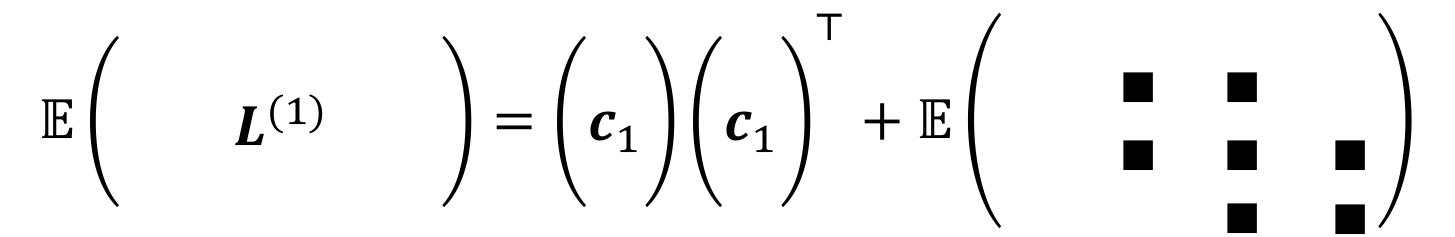 𝔼( 𝑳⁽¹⁾ ) = (𝒄₁)(𝒄₁)⊤ + 𝔼( ■ ■ ■ ■ ■ ■ ■ )